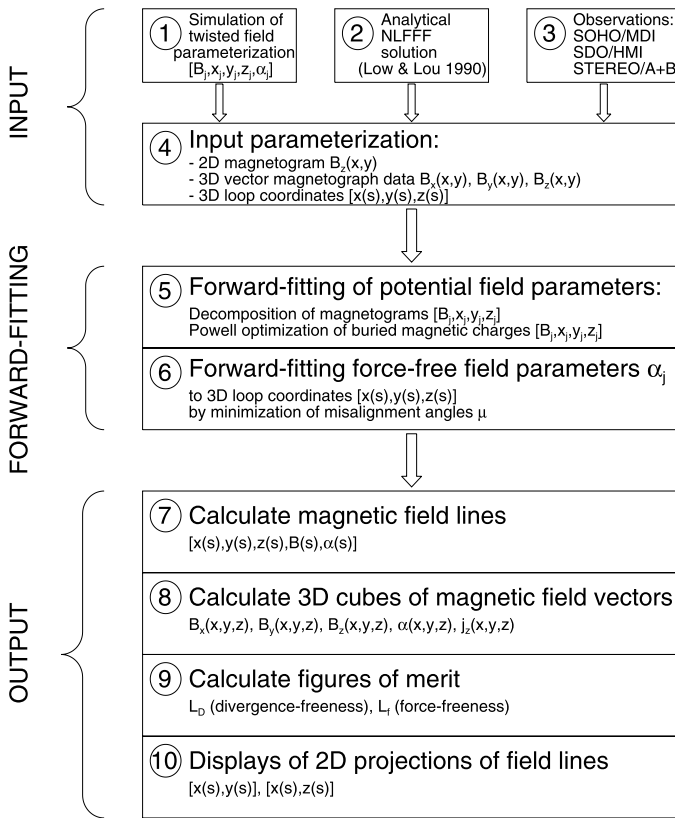 INPUT
1
Simulation of
twisted field
parameterization
[Bj,xj,yj,zj,αj]
2
Analytical
NLFFF
solution
(Low & Lou 1990)
3
Observations:
SOHO/MDI
SDO/HMI
STEREO/A+B
4 Input parameterization:
- 2D magnetogram Bz(x,y)
- 3D vector magnetograph data Bx(x,y), By(x,y), Bz(x,y)
- 3D loop coordinates [x(s),y(s),z(s)]
FORWARD-FITTING
5 Forward-fitting of potential field parameters:
Decomposition of magnetograms [Bj,xj,yj,zj]
Powell optimization of buried magnetic charges [Bj,xj,yj,zj]
6 Forward-fitting force-free field parameters αj
to 3D loop coordinates [x(s),y(s),z(s)]
by minimization of misalignment angles μ
OUTPUT
7 Calculate magnetic field lines
[x(s),y(s),z(s),B(s),α(s)]
8 Calculate 3D cubes of magnetic field vectors
Bx(x,y,z), By(x,y,z), Bz(x,y,z), α(x,y,z), jz(x,y,z)
9 Calculate figures of merit
LD (divergence-freeness), Lf (force-freeness)
10 Displays of 2D projections of field lines
[x(s),y(s)], [x(s),z(s)]